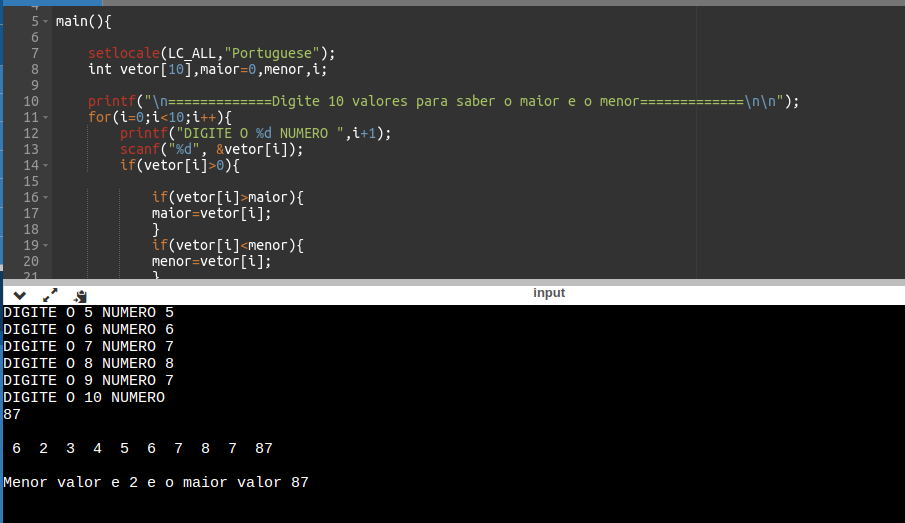 4
5 main(){
6
7 setlocale(LC_ALL,"Portuguese");
8 int vetor[10],maior=0,menor,i;
9
10 printf("\n=============Digite 10 valores para saber o maior e o menor=============\n\n");
11 for(i=0;i<10;i++){
12 printf("DIGITE O %d NUMERO ",i+1);
13 scanf("%d", &vetor[i]);
14 if(vetor[i]>0){
15
16 if(vetor[i]>maior){
17 maior=vetor[i];
18 }
19 if(vetor[i]<menor){
20 menor=vetor[i];
21 }
input
DIGITE O 5 NUMERO 5
DIGITE O 6 NUMERO 6
DIGITE O 7 NUMERO 7
DIGITE O 8 NUMERO 8
DIGITE O 9 NUMERO 7
DIGITE O 10 NUMERO
87
6 2 3 4 5 6 7 8 7 87
Menor valor e 2 e o maior valor 87